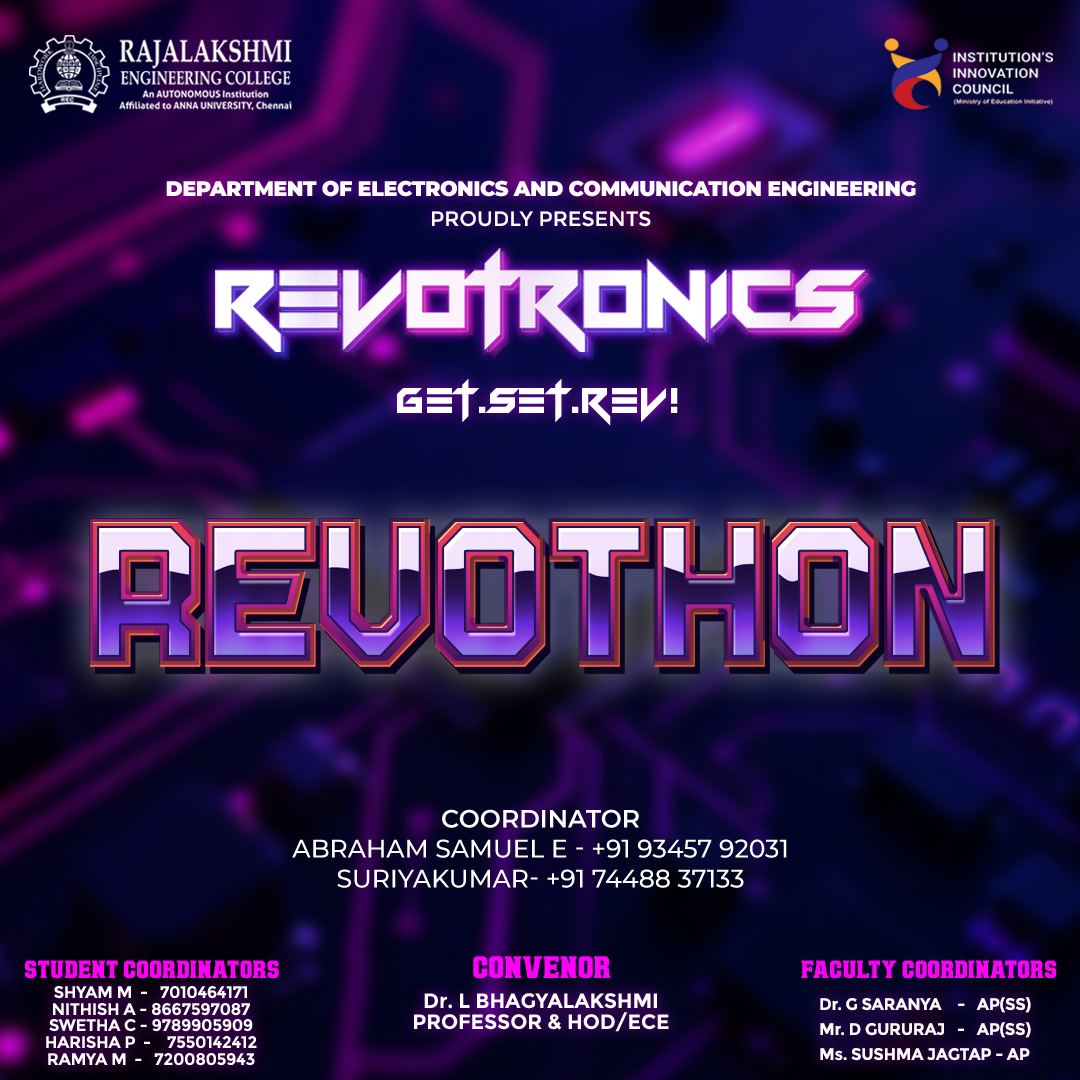 RAJALAKSHMI
ENGINEERING COLLEGE
An AUTONOMOUS Institution
Affiliated to ANNA UNIVERSITY, Chennai
REC
INSTITUTION'S
INNOVATION
COUNCIL
(Ministry of Education Initiative)
DEPARTMENT OF ELECTRONICS AND COMMUNICATION ENGINEERING
PROUDLY PRESENTS
REVOTRONICS
GET.SET.REV!
REVOTHON
COORDINATOR
ABRAHAM SAMUEL E - +91 93457 92031
SURIYAKUMAR- +91 74488 37133
STUDENT COORDINATORS
SHYAM M - 7010464171
NITHISH A - 8667597087
SWETHA C - 9789905909
HARISHA P - 7550142412
RAMYA M - 7200805943
CONVENOR
Dr. L BHAGYALAKSHMI
PROFESSOR & HOD/ECE
FACULTY COORDINATORS
Dr. G SARANYA - AP(SS)
Mr. D GURURAJ - AP(SS)
Ms. SUSHMA JAGTAP - AP